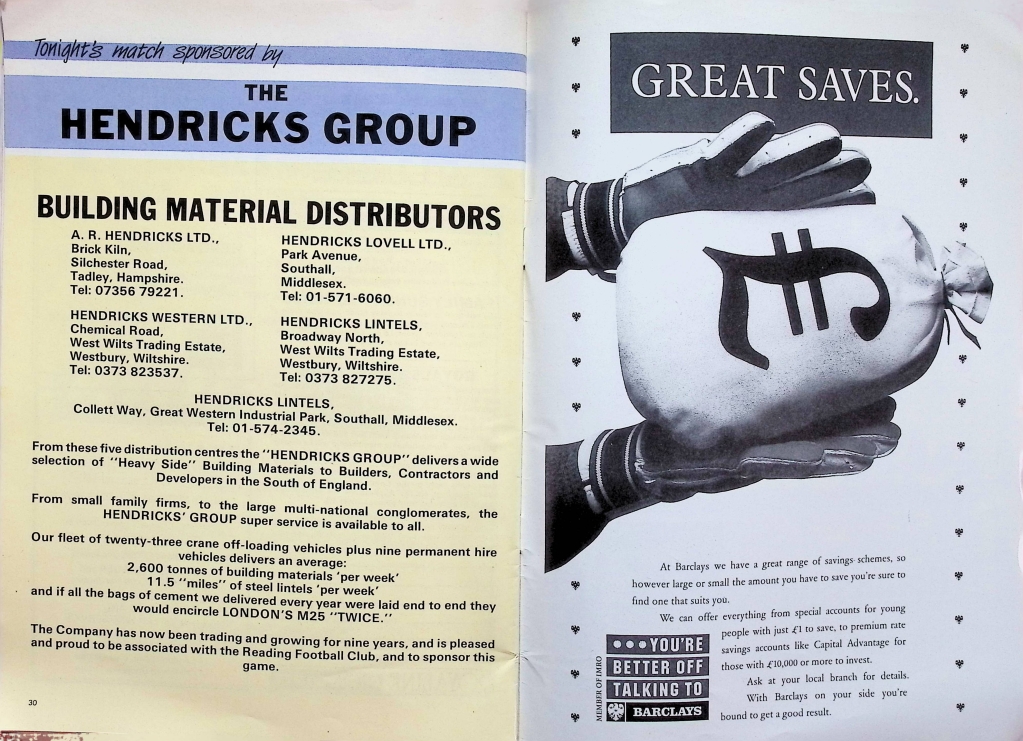 Tonight's match sponsored by
THE
HENDRICKS GROUP
BUILDING MATERIAL DISTRIBUTORS
A. R. HENDRICKS LTD.,
Brick Kiln,
Silchester Road,
Tadley, Hampshire.
Tel: 07356 79221.
HENDRICKS LOVELL LTD.,
Park Avenue,
Southall,
Middlesex.
Tel: 01-571-6060.
HENDRICKS WESTERN LTD.,
Chemical Road,
West Wilts Trading Estate,
Westbury, Wiltshire.
Tel: 0373 823537.
HENDRICKS LINTELS,
Broadway North,
West Wilts Trading Estate,
Westbury, Wiltshire.
Tel: 0373 827275.
HENDRICKS LINTELS,
Collett Way, Great Western Industrial Park, Southall, Middlesex.
Tel: 01-574-2345.
From these five distribution centres the "HENDRICKS GROUP" delivers a wide
selection of "Heavy Side" Building Materials to Builders, Contractors and
Developers in the South of England.
From small family firms, to the large multi-national conglomerates, the
HENDRICKS' GROUP super service is available to all.
Our fleet of twenty-three crane off-loading vehicles plus nine permanent hire
vehicles delivers an average:
2,600 tonnes of building materials 'per week'
11.5 "miles" of steel lintels 'per week'
and if all the bags of cement we delivered every year were laid end to end they
would encircle LONDON'S M25 "TWICE."
The Company has now been trading and growing for nine years, and is pleased
and proud to be associated with the Reading Football Club, and to sponsor this
game.
30
GREAT SAVES.
£
At Barclays we have a great range of savings schemes, so
however large or small the amount you have to save you're sure to
find one that suits you.
We can offer everything from special accounts for young
people with just £1 to save, to premium rate
savings accounts like Capital Advantage for
those with £10,000 or more to invest.
Ask at your local branch for details.
With Barclays on your side you're
bound to get a good result.
MEMBER OF IMRO
•••YOU'RE
BETTER OFF
TALKING TO
BARCLAYS